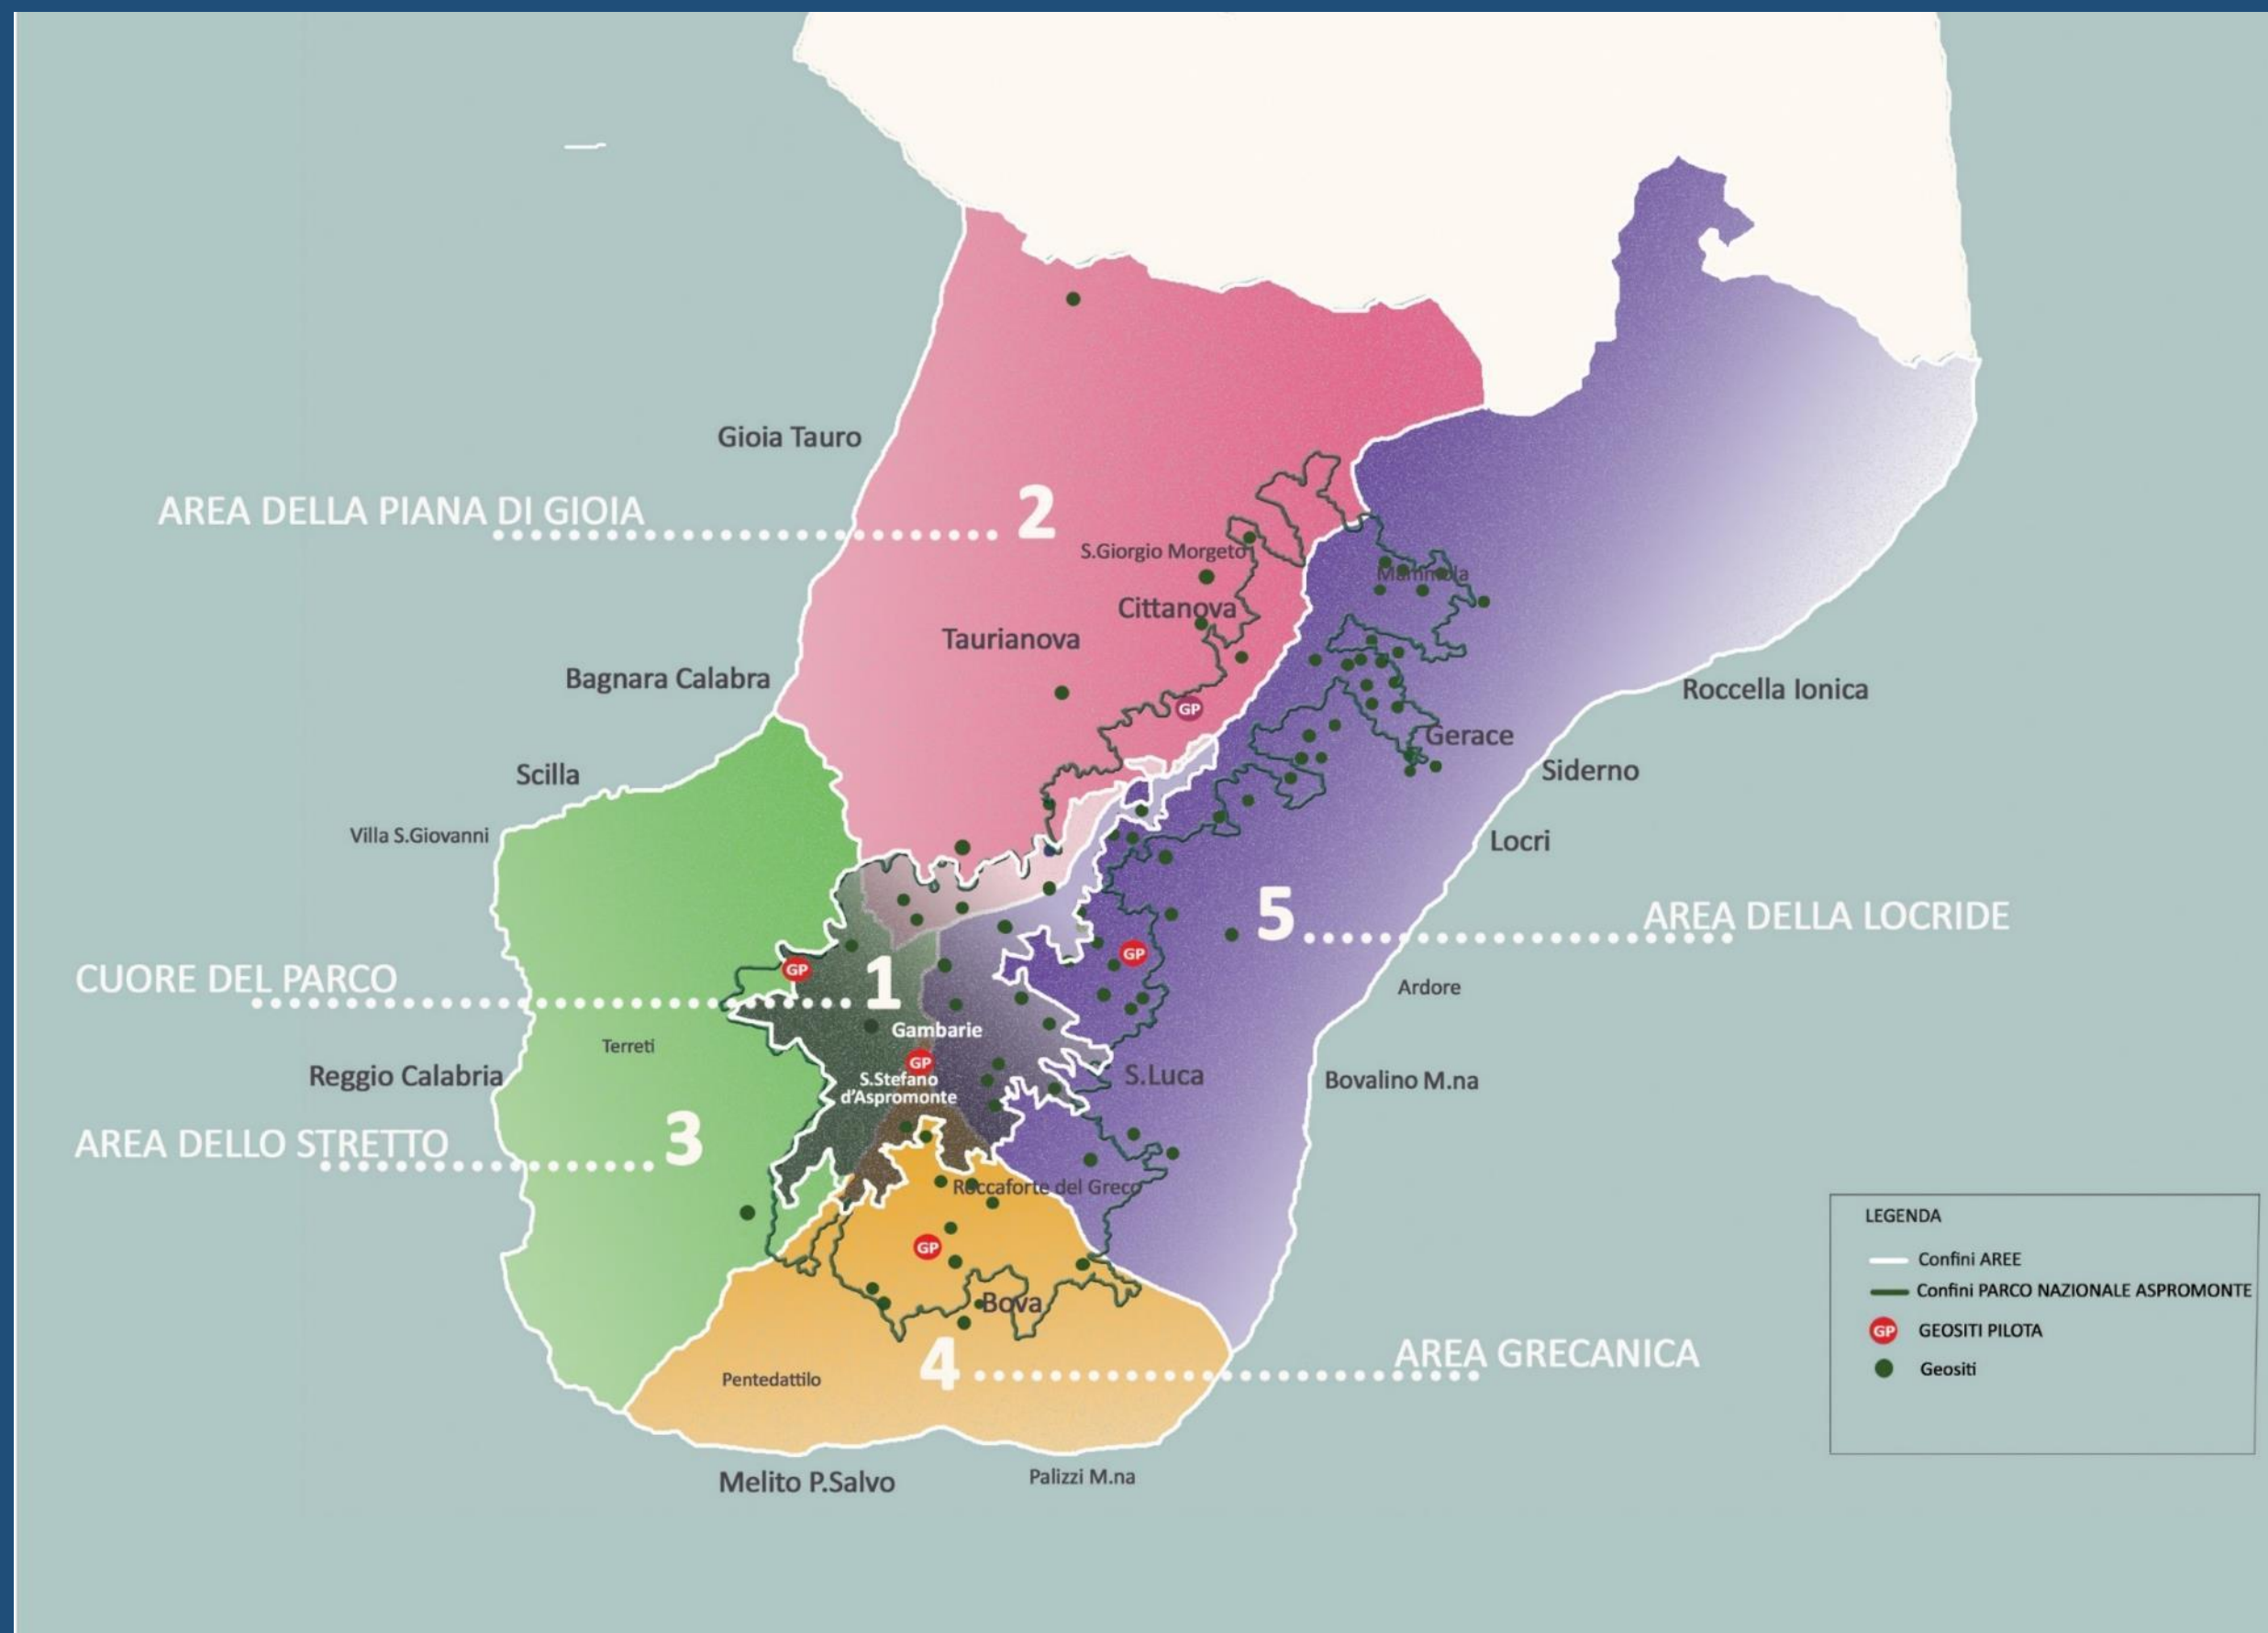 Gioia Tauro
AREA DELLA PIANA DI GIOIA
2
S.Giorgio Morgeto
Mammola
Cittanova
Taurianova
Bagnara Calabra
Roccella Ionica
GP
Gerace
Scilla
Siderno
Villa S.Giovanni
Locri
5
AREA DELLA LOCRIDE
GP
GP
CUORE DEL PARCO
1
Ardore
Gambarie
Terreti
GP
Reggio Calabria
S.Stefano
d'Aspromonte
S.Luca
Bovalino M.na
AREA DELLO STRETTO
3
Roccaforte del Greco
GP
Bova
4
AREA GRECANICA
Pentedattilo
Melito P.Salvo
Palizzi M.na
LEGENDA
Confini AREE
Confini PARCO NAZIONALE ASPROMONTE
GP GEOSITI PILOTA
Geositi